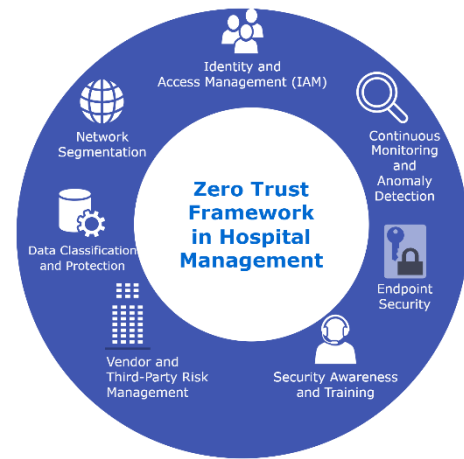 Identity and
Access Management (IAM)
Continuous
Monitoring
and
Anomaly
Detection
Endpoint
Security
Security Awareness
and Training
Vendor and
Third-Party Risk
Management
Data Classification
and Protection
Network
Segmentation
Zero Trust
Framework
in Hospital
Management